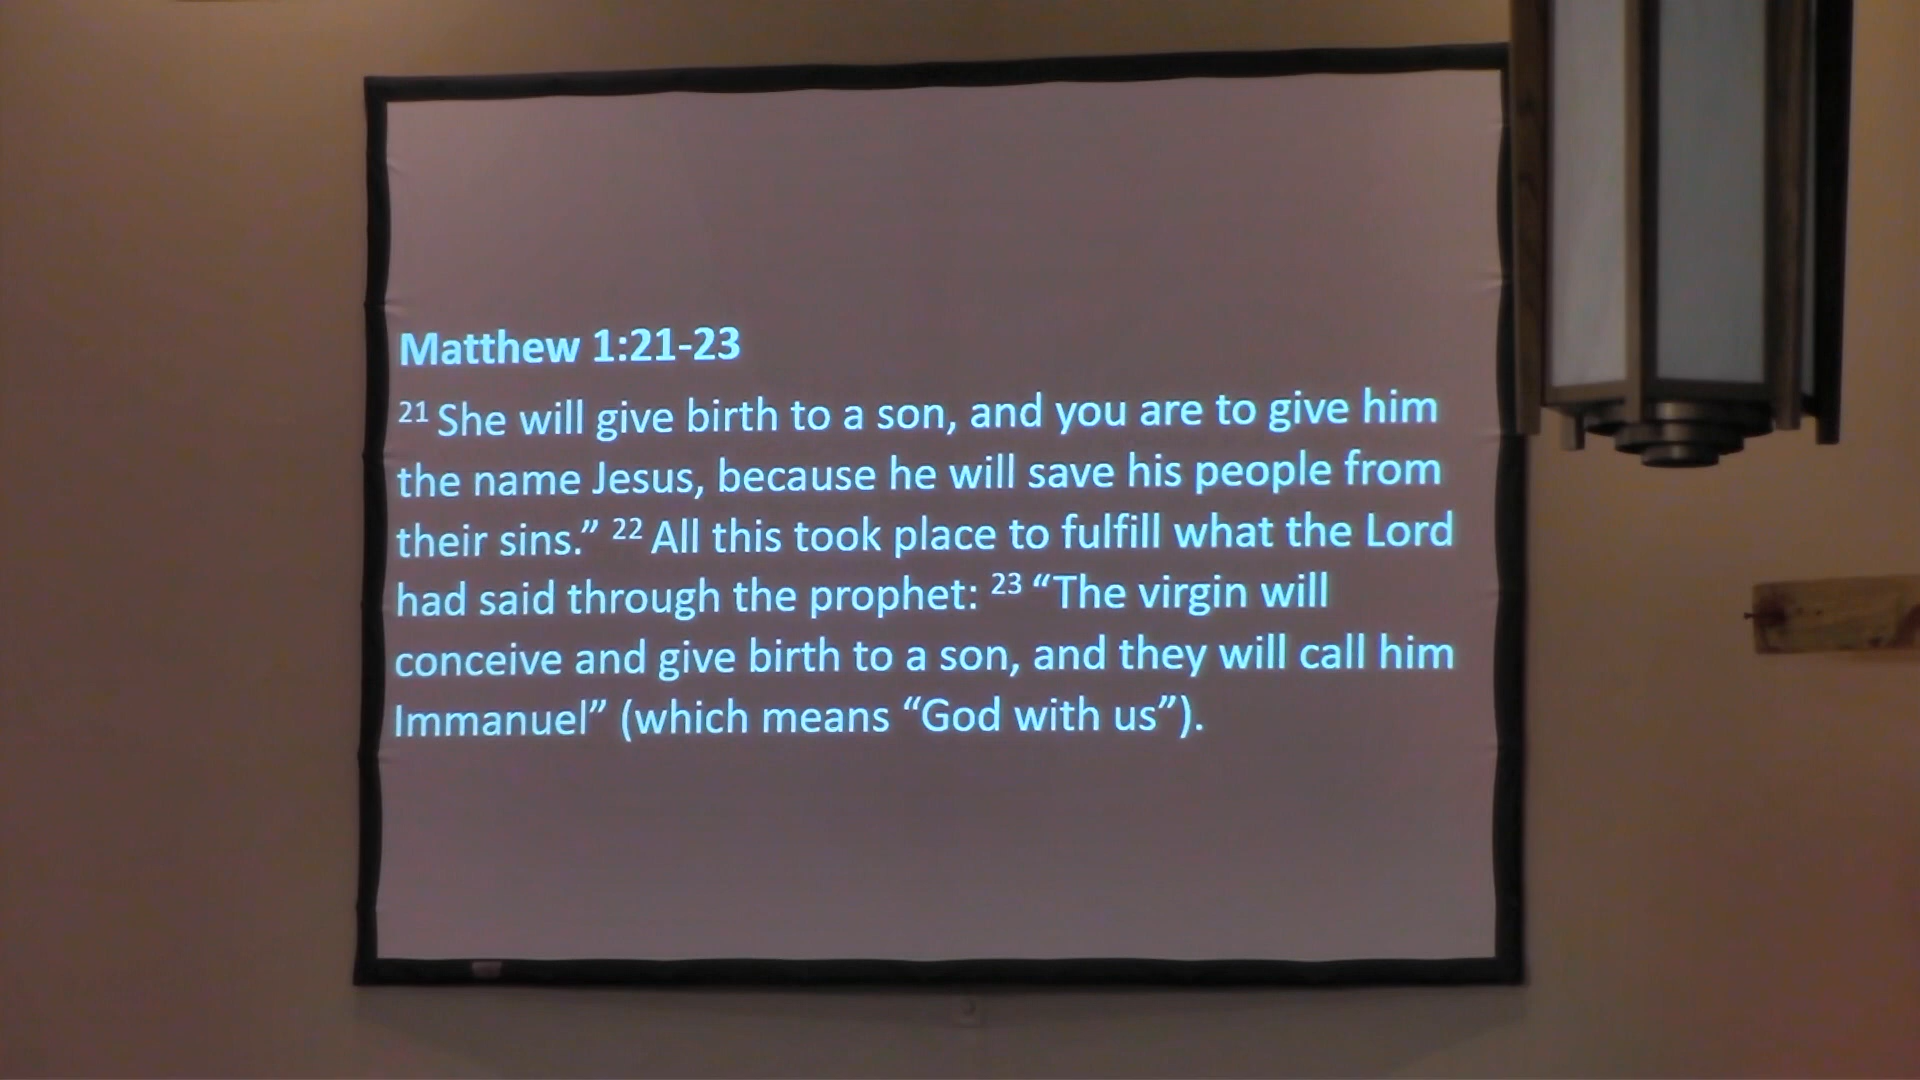 Matthew 1:21-23
21 She will give birth to a son, and you are to give him
the name Jesus, because he will save his people from
their sins.” 22 All this took place to fulfill what the Lord
had said through the prophet: 23 “The virgin will
conceive and give birth to a son, and they will call him
Immanuel” (which means “God with us”).